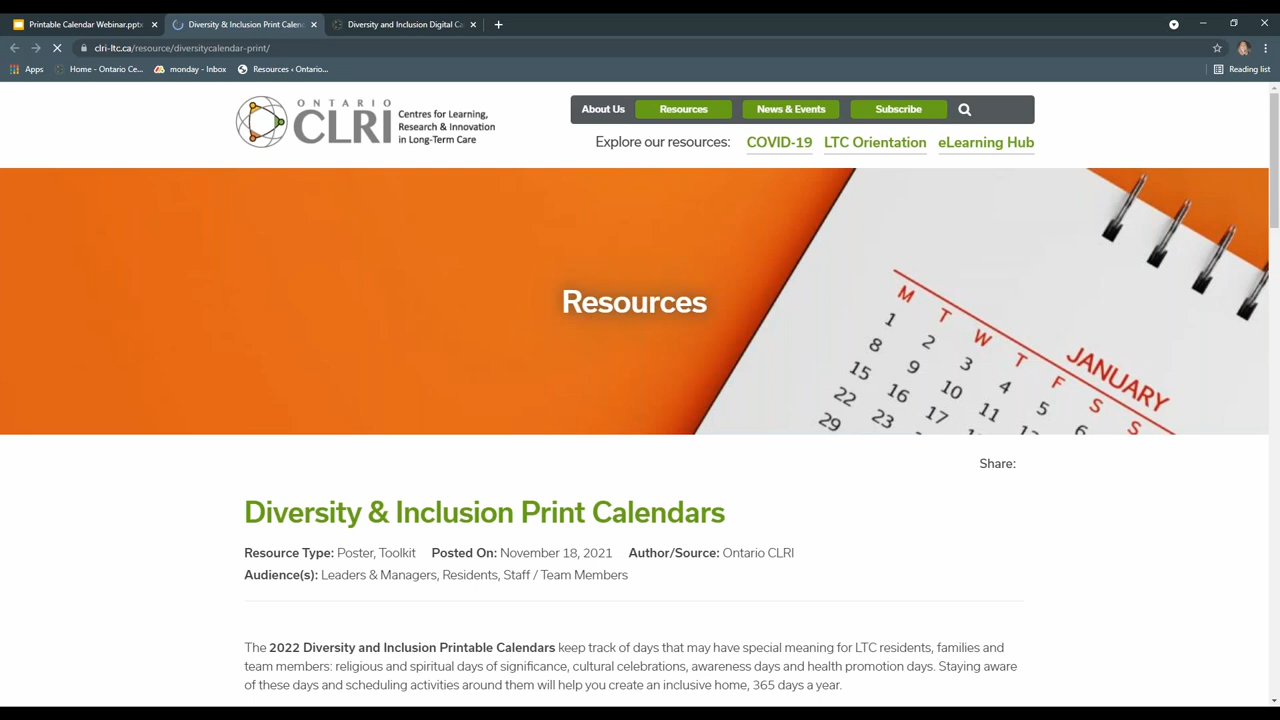 Printable Calendar Webinar.pptx
Diversity & Inclusion Print Calen
Diversity and Inclusion Digital Ca
clri-ltc.ca/resource/diversitycalendar-print/
Apps
Home - Ontario Ce...
monday - Inbox
Resources ‹ Ontario...
Reading list
ONTARIO
CLRI
Centres for Learning,
Research & Innovation
in Long-Term Care
About Us
Resources
News & Events
Subscribe
Explore our resources:
COVID-19
LTC Orientation
eLearning Hub
Resources
JANUARY
M T W T F S S
1 2 3 4 5 6
8 9 10 11
15 16 17
22 23
29
Share:
Diversity & Inclusion Print Calendars
Resource Type: Poster, Toolkit Posted On: November 18, 2021 Author/Source: Ontario CLRI
Audience(s): Leaders & Managers, Residents, Staff / Team Members
The 2022 Diversity and Inclusion Printable Calendars keep track of days that may have special meaning for LTC residents, families and
team members: religious and spiritual days of significance, cultural celebrations, awareness days and health promotion days. Staying aware
of these days and scheduling activities around them will help you create an inclusive home, 365 days a year.